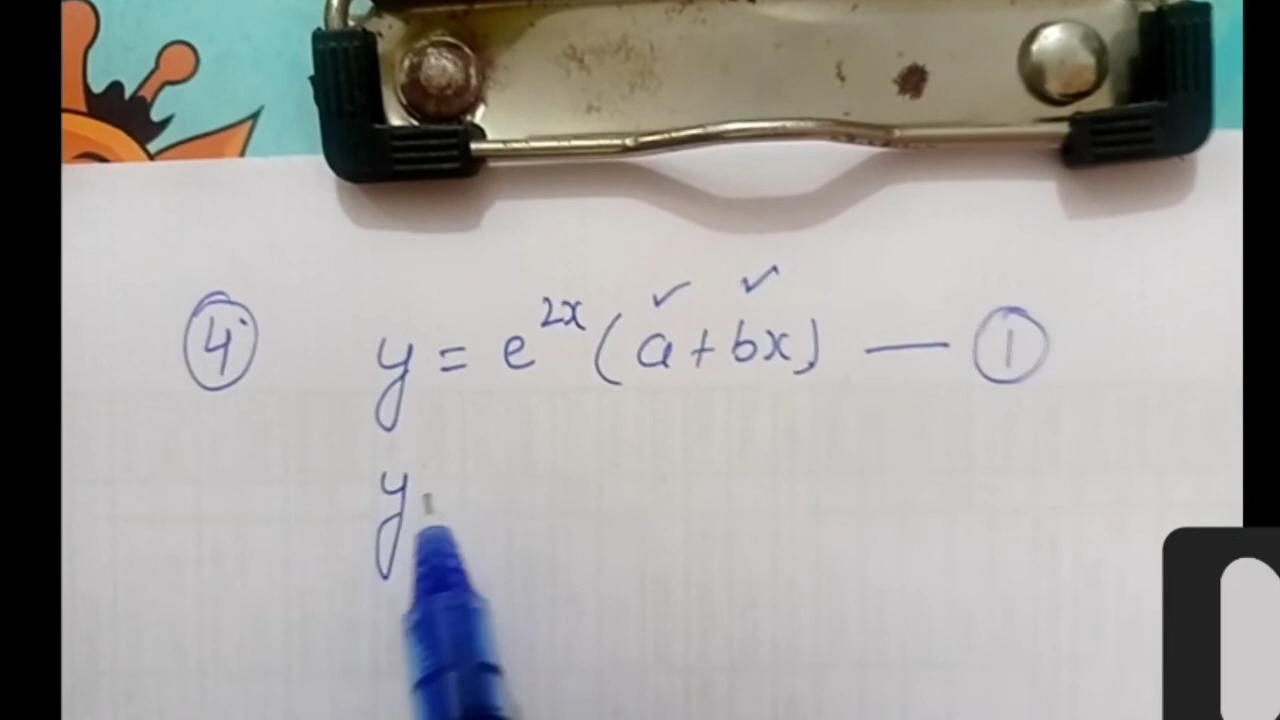 ④ y = e^{2x} (a + bx) — ①
y